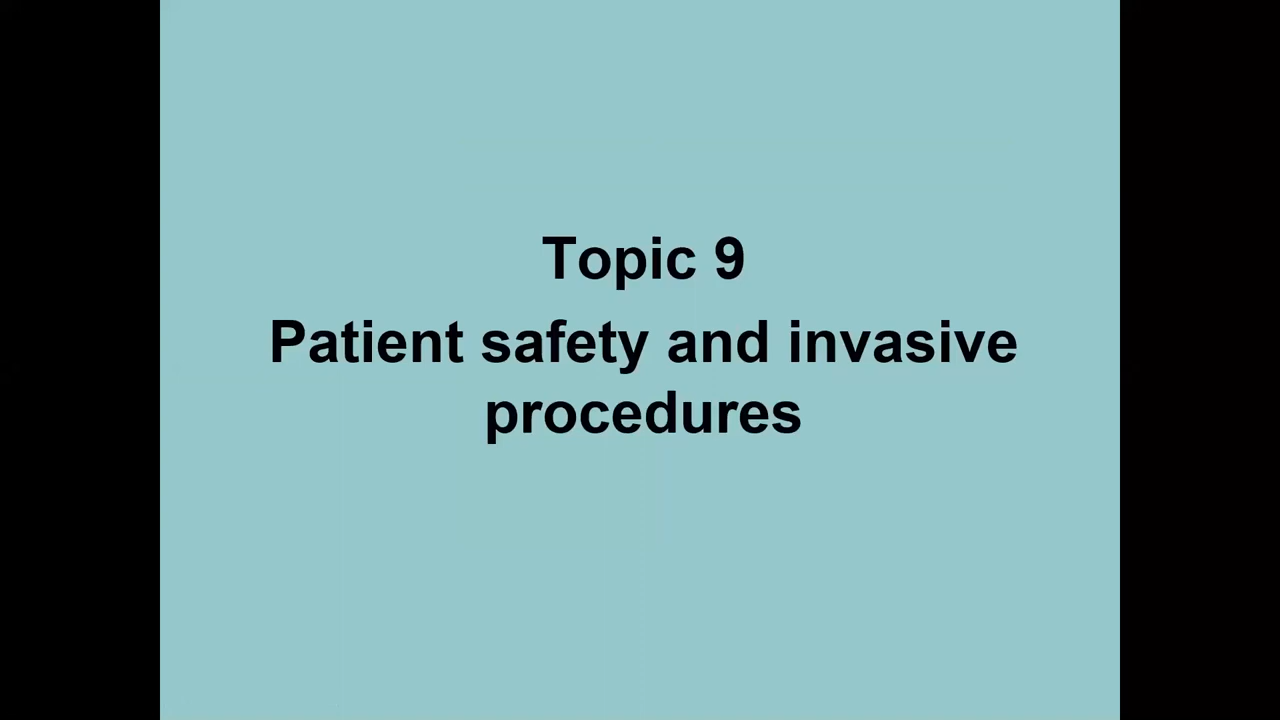 Topic 9
Patient safety and invasive
procedures